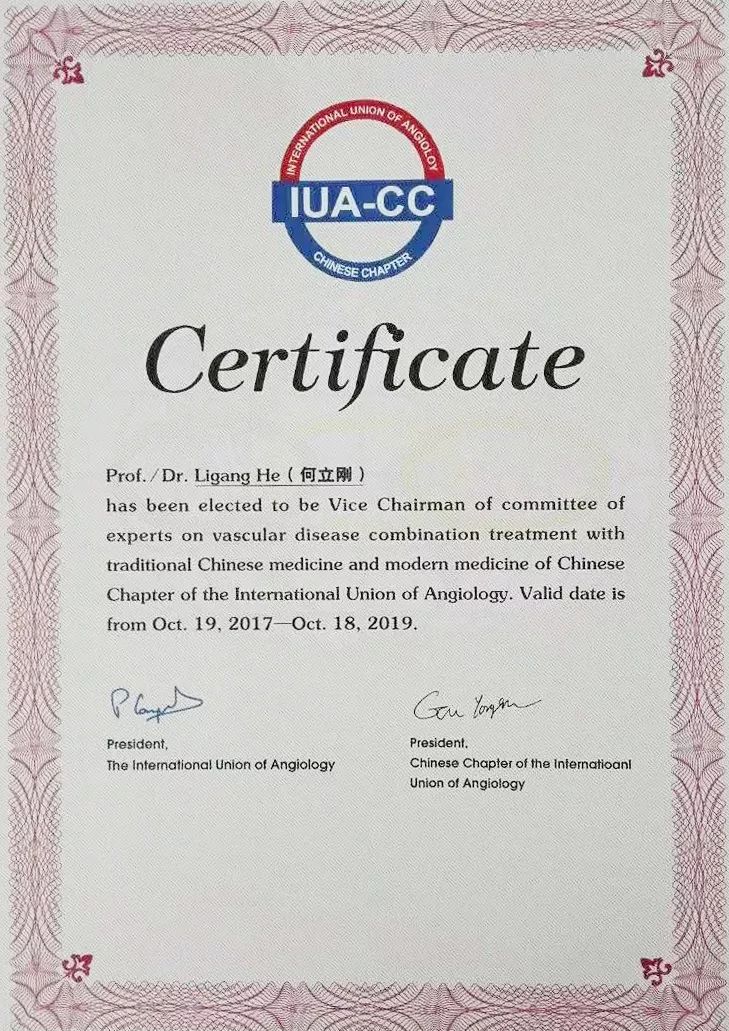 INTERNATIONAL UNION OF ANGIOLOY
IUA-CC
CHINESE CHAPTER
Certificate
Prof./Dr. Ligang He (何立刚)
has been elected to be Vice Chairman of committee of
experts on vascular disease combination treatment with
traditional Chinese medicine and modern medicine of Chinese
Chapter of the International Union of Angiology. Valid date is
from Oct. 19, 2017—Oct. 18, 2019.
President,
The International Union of Angiology
President,
Chinese Chapter of the Internatioanl
Union of Angiology